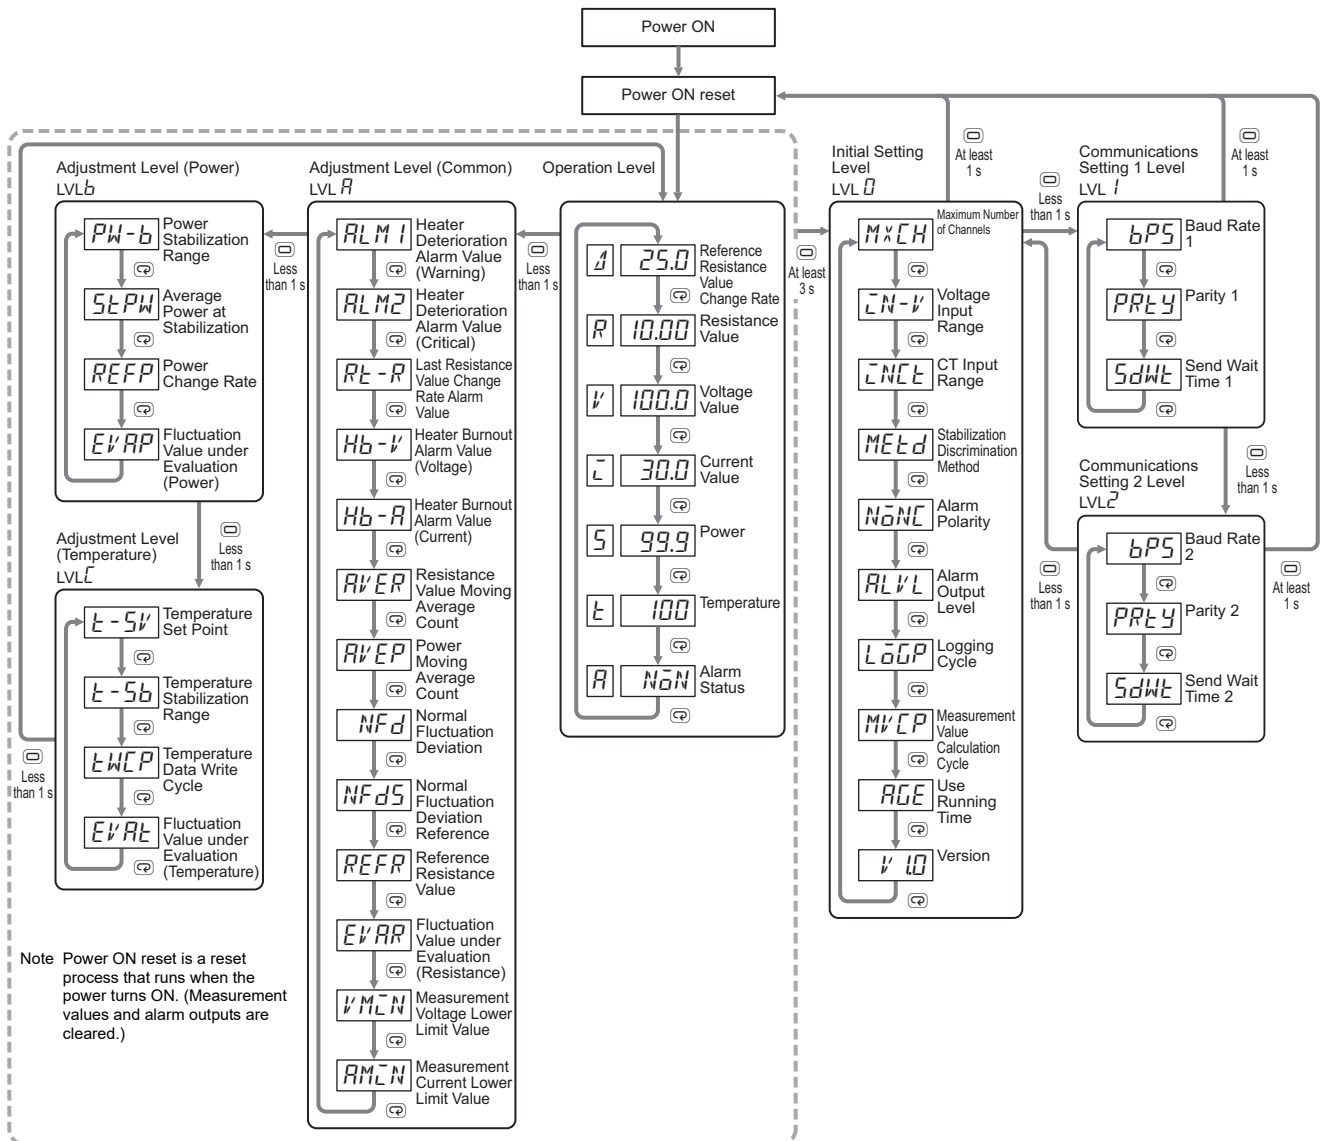 Power ON
Power ON reset
Adjustment Level (Power)
LVL b
PW-b
Power
Stabilization
Range
StPW
Average
Power at
Stabilization
REFP
Power
Change Rate
EVAP
Fluctuation
Value under
Evaluation
(Power)
Less
than 1 s
Adjustment Level
(Temperature)
LVL C
t-SV
Temperature
Set Point
t-Sb
Temperature
Stabilization
Range
tWCP
Temperature
Data Write
Cycle
EVAt
Fluctuation
Value under
Evaluation
(Temperature)
Less
than 1 s
Less
than 1 s
Adjustment Level (Common)
LVL A
ALM1
Heater
Deterioration
Alarm Value
(Warning)
ALM2
Heater
Deterioration
Alarm Value
(Critical)
Rt-R
Last Resistance
Value Change
Rate Alarm
Value
Hb-V
Heater Burnout
Alarm Value
(Voltage)
Hb-A
Heater Burnout
Alarm Value
(Current)
AVER
Resistance
Value Moving
Average
Count
AVEP
Power
Moving
Average
Count
NFd
Normal
Fluctuation
Deviation
NFdS
Normal
Fluctuation
Deviation
Reference
REFR
Reference
Resistance
Value
EVAR
Fluctuation
Value under
Evaluation
(Resistance)
VMiN
Measurement
Voltage Lower
Limit Value
AMiN
Measurement
Current Lower
Limit Value
Less
than 1 s
Operation Level
25.0
Reference
Resistance
Value
Change Rate
R 10.00
Resistance
Value
V 100.0
Voltage
Value
i 30.0
Current
Value
S 99.9
Power
t 100
Temperature
A NoN
Alarm
Status
At least
3 s
Initial Setting
Level
LVL 0
MxCH
Maximum Number
of Channels
iN-V
Voltage
Input
Range
iNCt
CT Input
Range
MEtd
Stabilization
Discrimination
Method
NoNC
Alarm
Polarity
ALVL
Alarm
Output
Level
LoGP
Logging
Cycle
MVCP
Measurement
Value
Calculation
Cycle
AGE
Use
Running
Time
V 1.0
Version
At least
1 s
Less
than 1 s
Communications
Setting 1 Level
LVL 1
bPS
Baud Rate
1
PRtY
Parity 1
SdWt
Send Wait
Time 1
At least
1 s
Less
than 1 s
Communications
Setting 2 Level
LVL 2
bPS
Baud Rate
2
PRtY
Parity 2
SdWt
Send Wait
Time 2
Less
than 1 s
At least
1 s
Note Power ON reset is a reset
process that runs when the
power turns ON. (Measurement
values and alarm outputs are
cleared.)